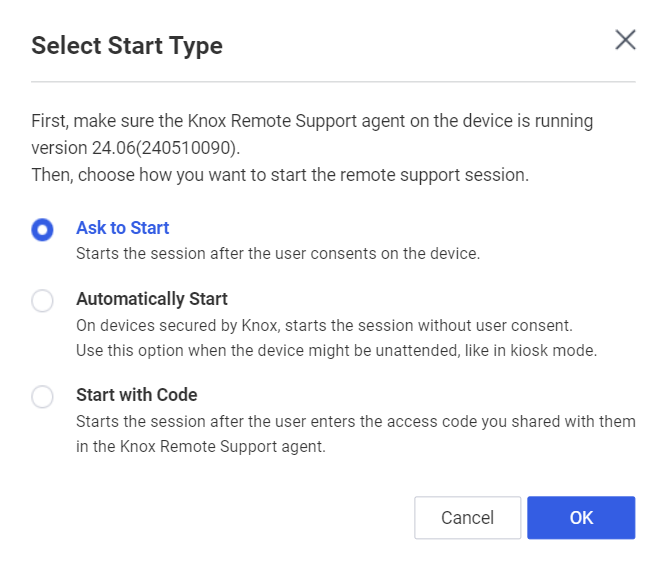 Select Start Type
First, make sure the Knox Remote Support agent on the device is running
version 24.06(240510090).
Then, choose how you want to start the remote support session.
Ask to Start
Starts the session after the user consents on the device.
Automatically Start
On devices secured by Knox, starts the session without user consent.
Use this option when the device might be unattended, like in kiosk mode.
Start with Code
Starts the session after the user enters the access code you shared with them
in the Knox Remote Support agent.
Cancel
OK